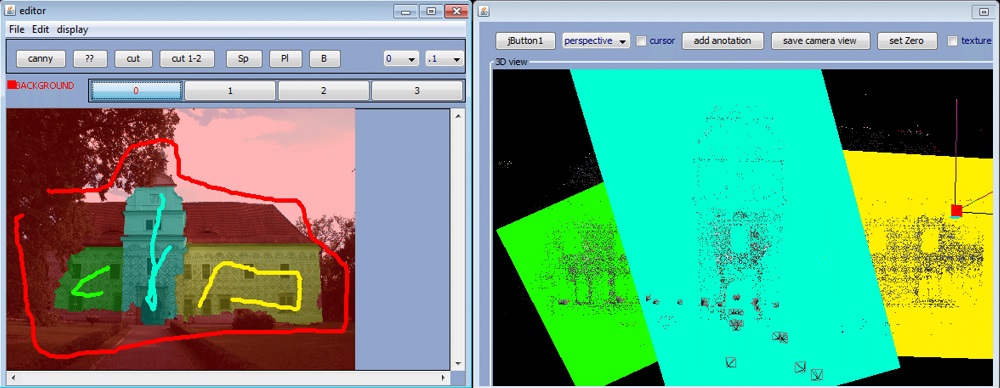 editor
File Edit display
canny ?? cut cut 1-2 Sp Pl B 0 .1
BACKGROUND 0 1 2 3
jButton1 perspective cursor add anotation save camera view set Zero texture
3D view